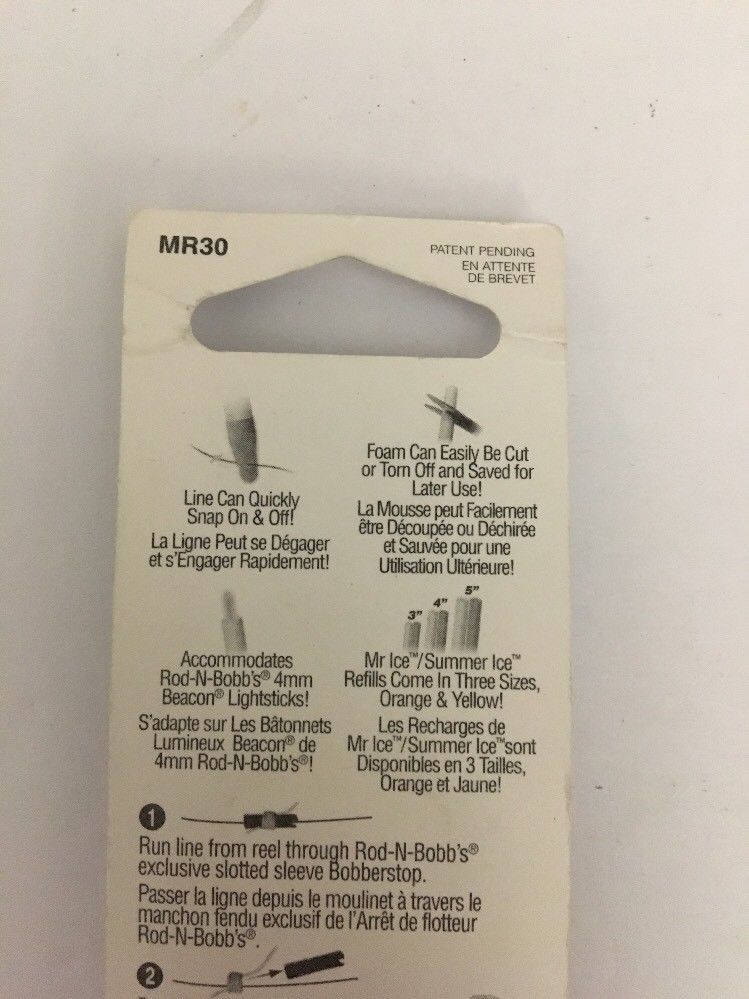 MR30
PATENT PENDING
EN ATTENTE
DE BREVET
Line Can Quickly
Snap On & Off!
La Ligne Peut se Dégager
et s'Engager Rapidement!
Foam Can Easily Be Cut
or Torn Off and Saved for
Later Use!
La Mousse peut Facilement
être Découpée ou Déchirée
et Sauvée pour une
Utilisation Ultérieure!
Accommodates
Rod-N-Bobb's® 4mm
Beacon® Lightsticks!
S'adapte sur Les Bâtonnets
Lumineux Beacon® de
4mm Rod-N-Bobb's®!
3" 4" 5"
Mr Ice™/Summer Ice™
Refills Come In Three Sizes,
Orange & Yellow!
Les Recharges de
Mr Ice™/Summer Ice™sont
Disponibles en 3 Tailles,
Orange et Jaune!
1
Run line from reel through Rod-N-Bobb's®
exclusive slotted sleeve Bobberstop.
Passer la ligne depuis le moulinet à travers le
manchon fendu exclusif de l'Arrêt de flotteur
Rod-N-Bobb's®.
2